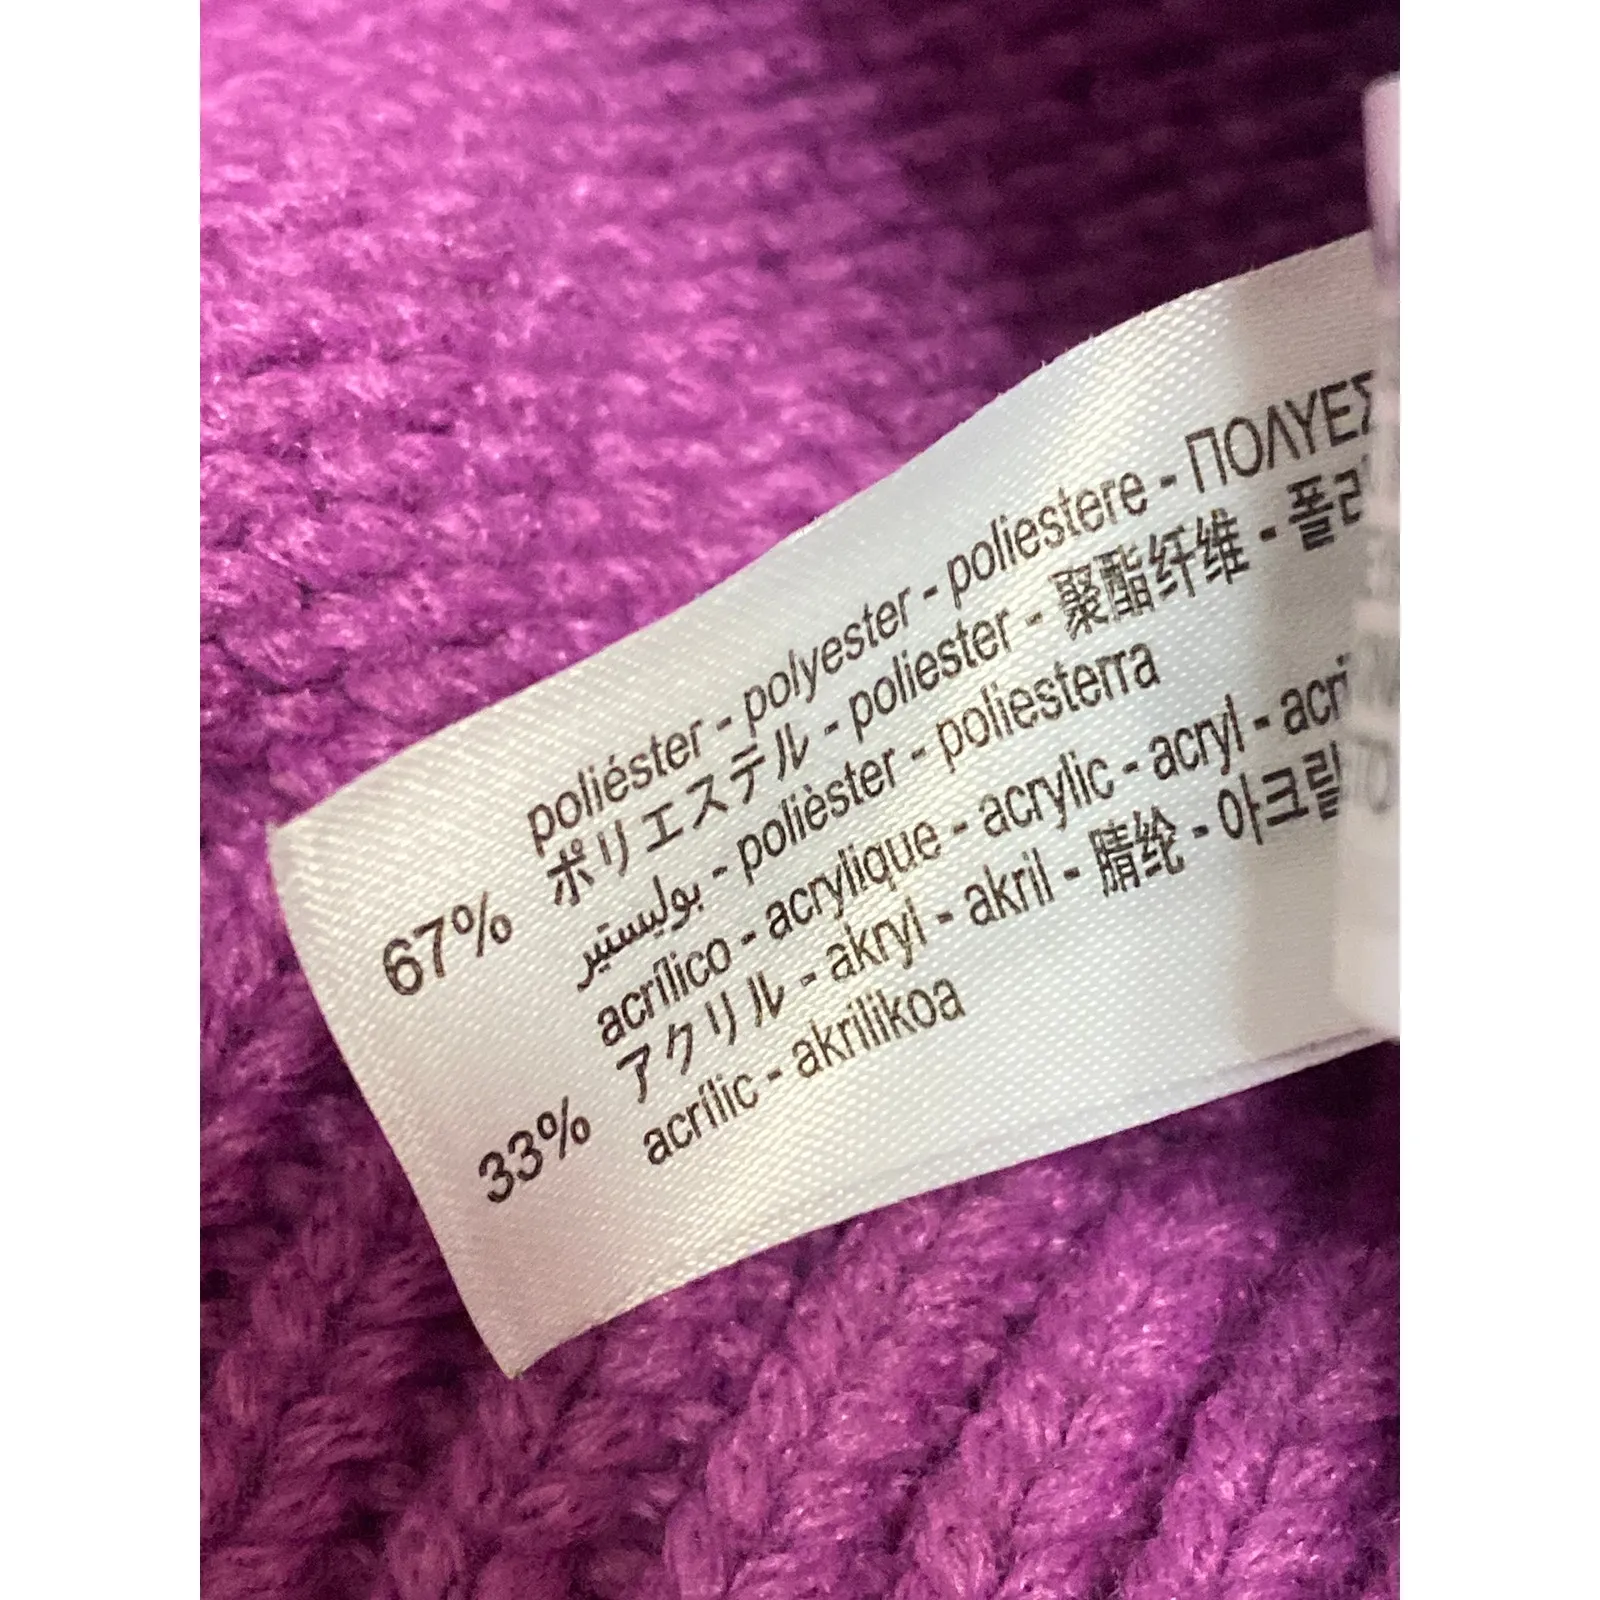 67% poliéster - polyester - poliestere - ΠΟΛΥΕΣ
ポリエステル - poliester - 聚酯纤维 - 폴리
بوليستير - polièster - poliesterra
33% acrílico - acrylique - acrylic - acryl - acri
アクリル - akryl - akril - 腈纶 - 아크릴
acrílic - akrilikoa